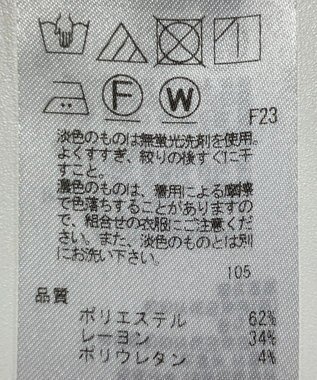 F W
F23
淡色のものは無蛍光洗剤を使用。
よくすすぎ、絞りの後すぐに干
すこと。
濃色のものは、着用による摩擦
で色落ちすることがありますの
で、組合せの衣服にご注意くださ
い。また、淡色のものとは別
にお洗い下さい。
105
品質
ポリエステル 62%
レーヨン 34%
ポリウレタン 4%